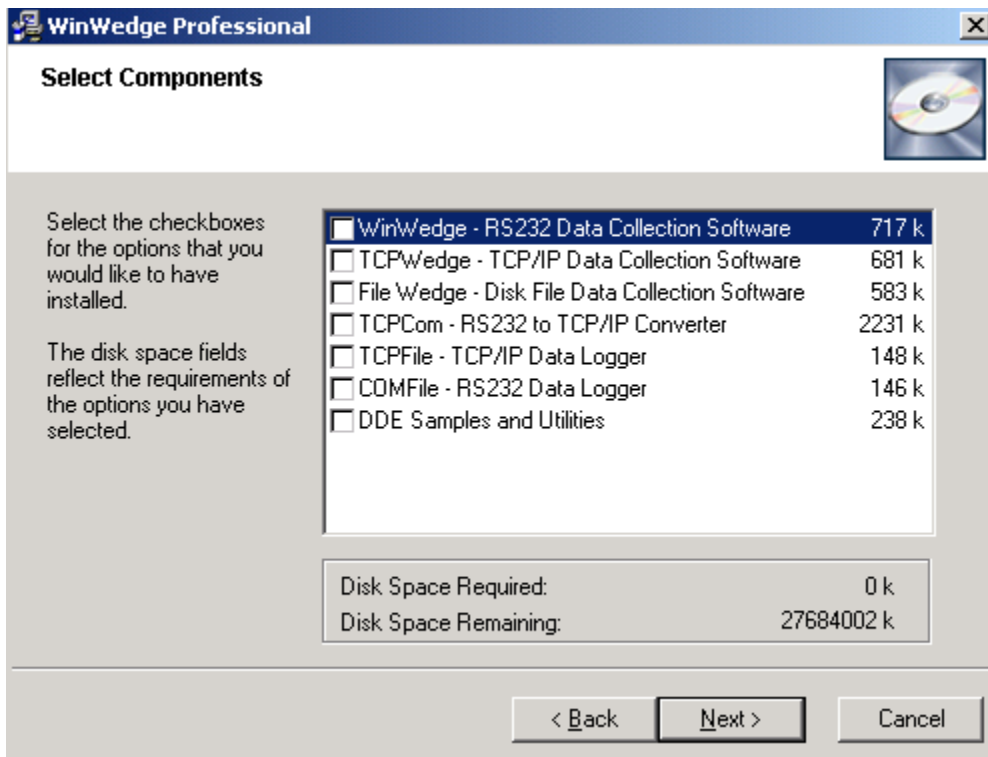 WinWedge Professional
Select Components
Select the checkboxes
for the options that you
would like to have
installed.
The disk space fields
reflect the requirements of
the options you have
selected.
WinWedge - RS232 Data Collection Software 717 k
TCPWedge - TCP/IP Data Collection Software 681 k
File Wedge - Disk File Data Collection Software 583 k
TCPCom - RS232 to TCP/IP Converter 2231 k
TCPFile - TCP/IP Data Logger 148 k
COMFile - RS232 Data Logger 146 k
DDE Samples and Utilities 238 k
Disk Space Required: 0 k
Disk Space Remaining: 27684002 k
< Back Next > Cancel